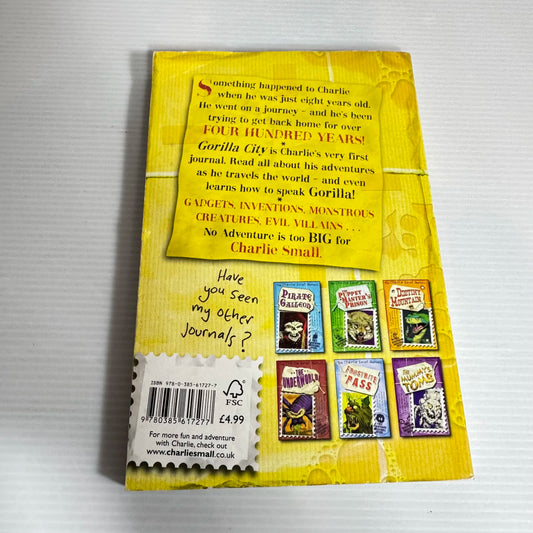 Something happened to Charlie
when he was just eight years old.
He went on a journey - and he's been
trying to get back home for over
FOUR HUNDRED YEARS!
Gorilla City is Charlie's very first
journal. Read all about his adventures
as he travels the world - and even
learns how to speak Gorilla!
GADGETS, INVENTIONS, MONSTROUS
CREATURES, EVIL VILLAINS . . .
No Adventure is too BIG for
Charlie Small.
Have
you seen
my other
Journals?
PIRATE
GALLEON
THE PUPPET
MASTER'S
PRISON
DESTINY
MOUNTAIN
THE UNDERWORLD
FROSTBITE
PASS
THE MUMMY'S
TOMB
ISBN 978-0-385-61727-7
FSC
9 780385 617277
£4.99
For more fun and adventure
with Charlie, check out
www.charliesmall.co.uk